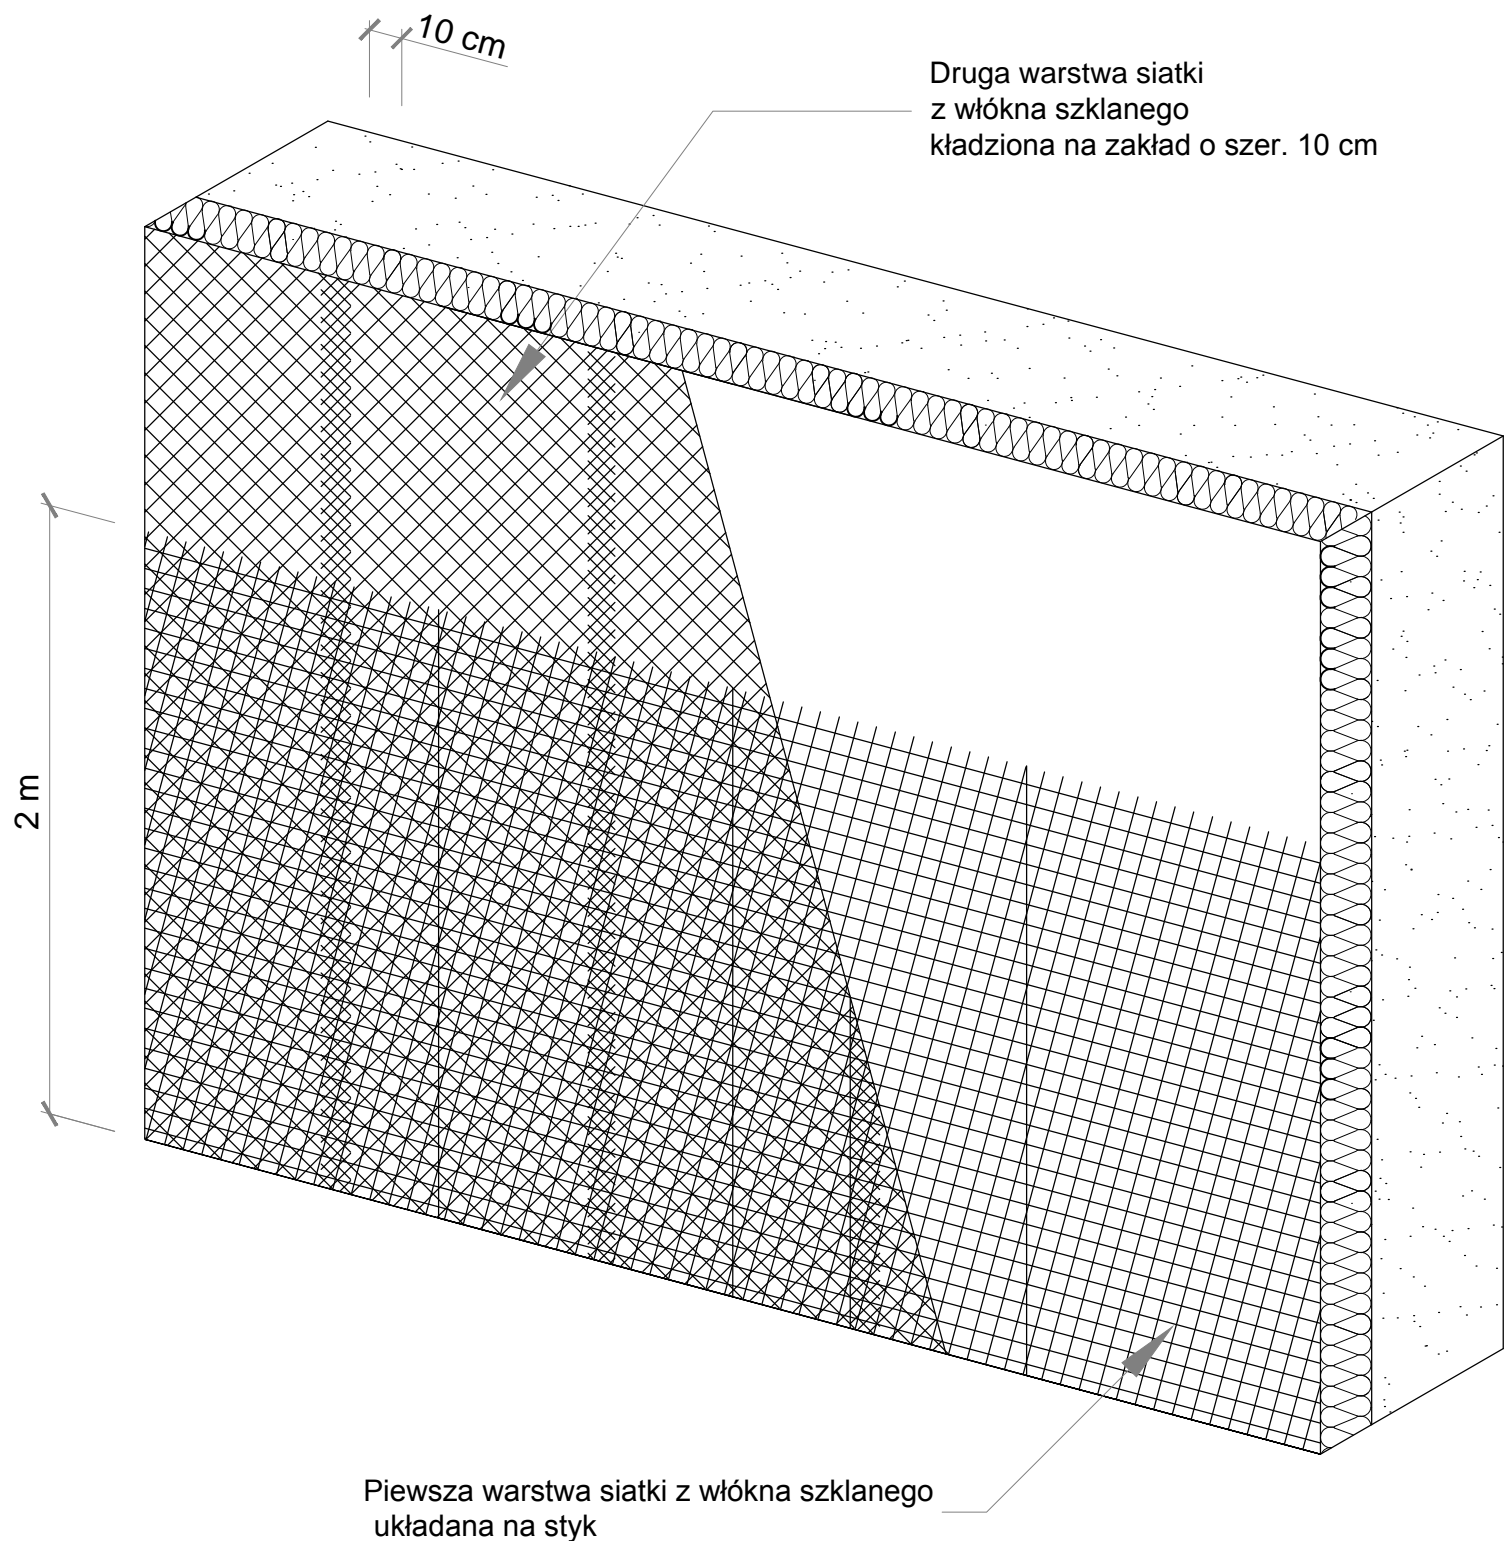 10 cm
Druga warstwa siatki
z włókna szklanego
kładziona na zakład o szer. 10 cm
2 m
Piewsza warstwa siatki z włókna szklanego
układana na styk